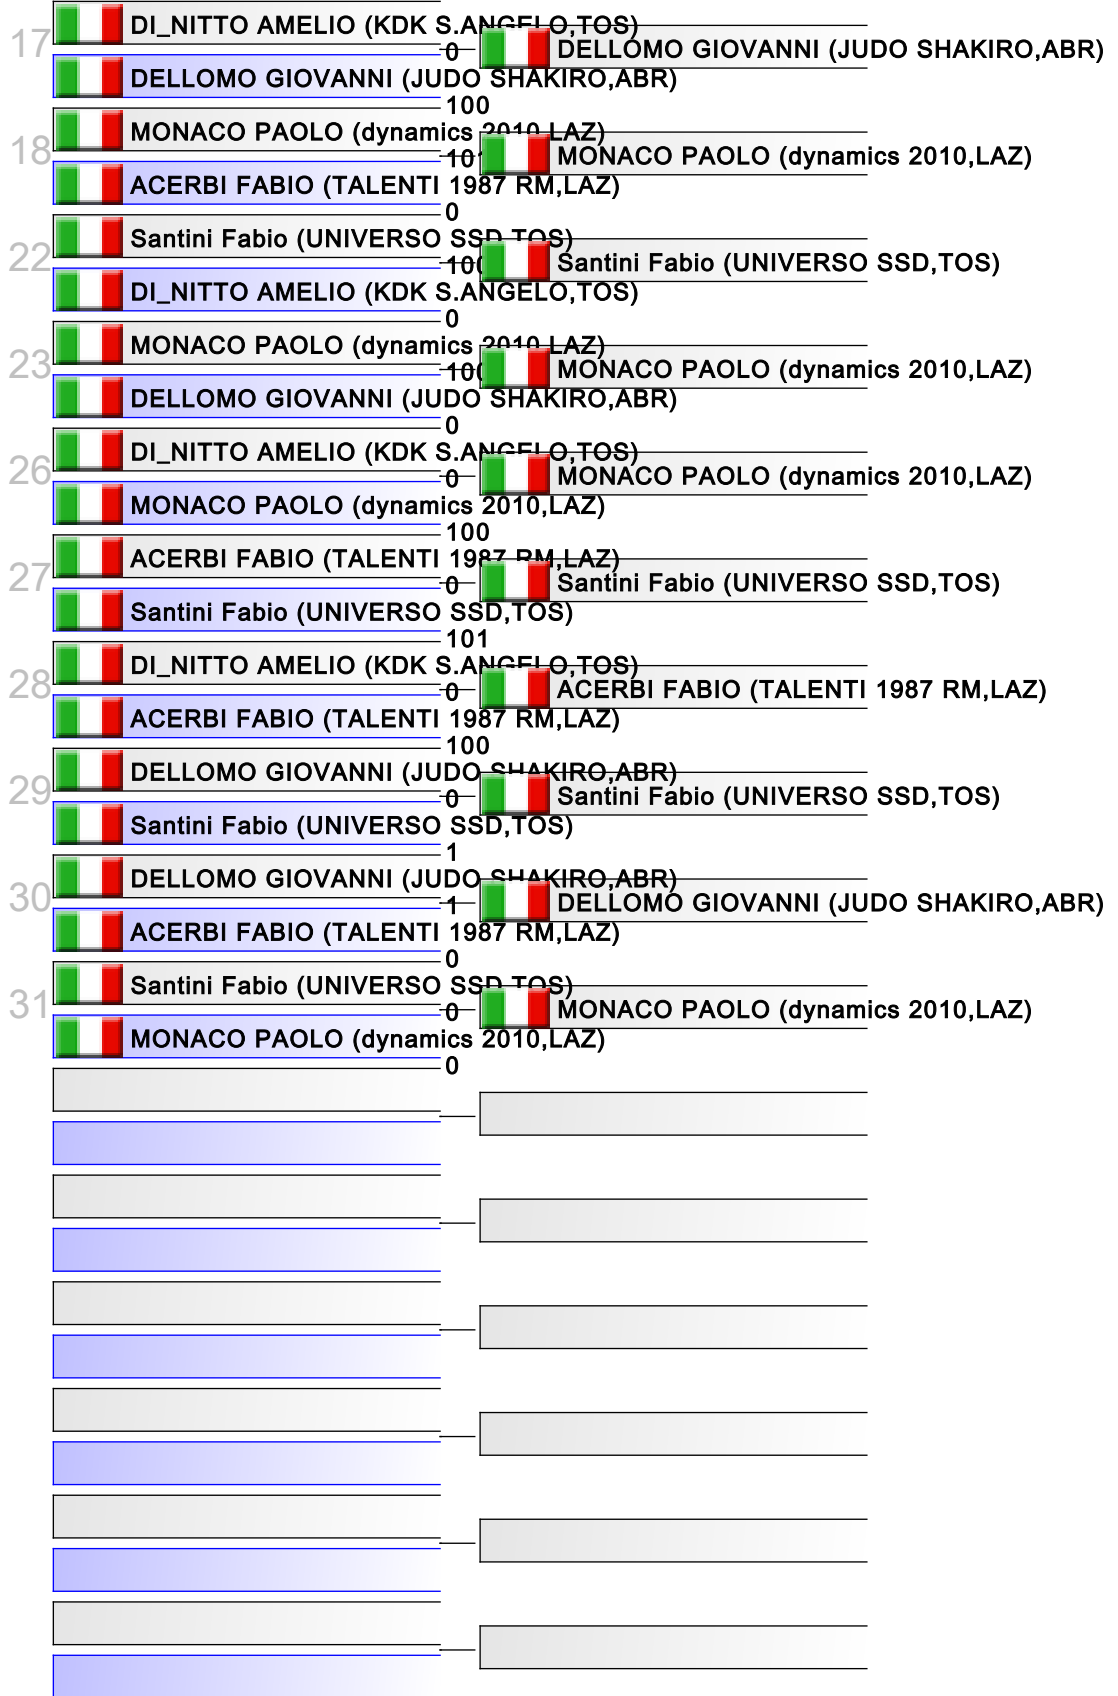 17
DI_NITTO AMELIO (KDK S.ANGELO,TOS)
0
DELLOMO GIOVANNI (JUDO SHAKIRO,ABR)
DELLOMO GIOVANNI (JUDO SHAKIRO,ABR)
100
18
MONACO PAOLO (dynamics 2010,LAZ)
101
MONACO PAOLO (dynamics 2010,LAZ)
ACERBI FABIO (TALENTI 1987 RM,LAZ)
0
22
Santini Fabio (UNIVERSO SSD,TOS)
100
Santini Fabio (UNIVERSO SSD,TOS)
DI_NITTO AMELIO (KDK S.ANGELO,TOS)
0
23
MONACO PAOLO (dynamics 2010,LAZ)
100
MONACO PAOLO (dynamics 2010,LAZ)
DELLOMO GIOVANNI (JUDO SHAKIRO,ABR)
0
26
DI_NITTO AMELIO (KDK S.ANGELO,TOS)
0
MONACO PAOLO (dynamics 2010,LAZ)
MONACO PAOLO (dynamics 2010,LAZ)
100
27
ACERBI FABIO (TALENTI 1987 RM,LAZ)
0
Santini Fabio (UNIVERSO SSD,TOS)
Santini Fabio (UNIVERSO SSD,TOS)
101
28
DI_NITTO AMELIO (KDK S.ANGELO,TOS)
0
ACERBI FABIO (TALENTI 1987 RM,LAZ)
ACERBI FABIO (TALENTI 1987 RM,LAZ)
100
29
DELLOMO GIOVANNI (JUDO SHAKIRO,ABR)
0
Santini Fabio (UNIVERSO SSD,TOS)
Santini Fabio (UNIVERSO SSD,TOS)
1
30
DELLOMO GIOVANNI (JUDO SHAKIRO,ABR)
1
DELLOMO GIOVANNI (JUDO SHAKIRO,ABR)
ACERBI FABIO (TALENTI 1987 RM,LAZ)
0
31
Santini Fabio (UNIVERSO SSD,TOS)
0
MONACO PAOLO (dynamics 2010,LAZ)
MONACO PAOLO (dynamics 2010,LAZ)
0